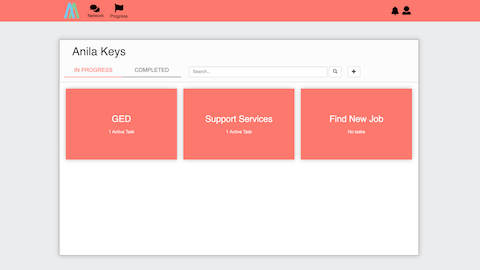 Network
Progress
Anila Keys
IN PROGRESS
COMPLETED
Search...
GED
1 Active Task
Support Services
1 Active Task
Find New Job
No tasks